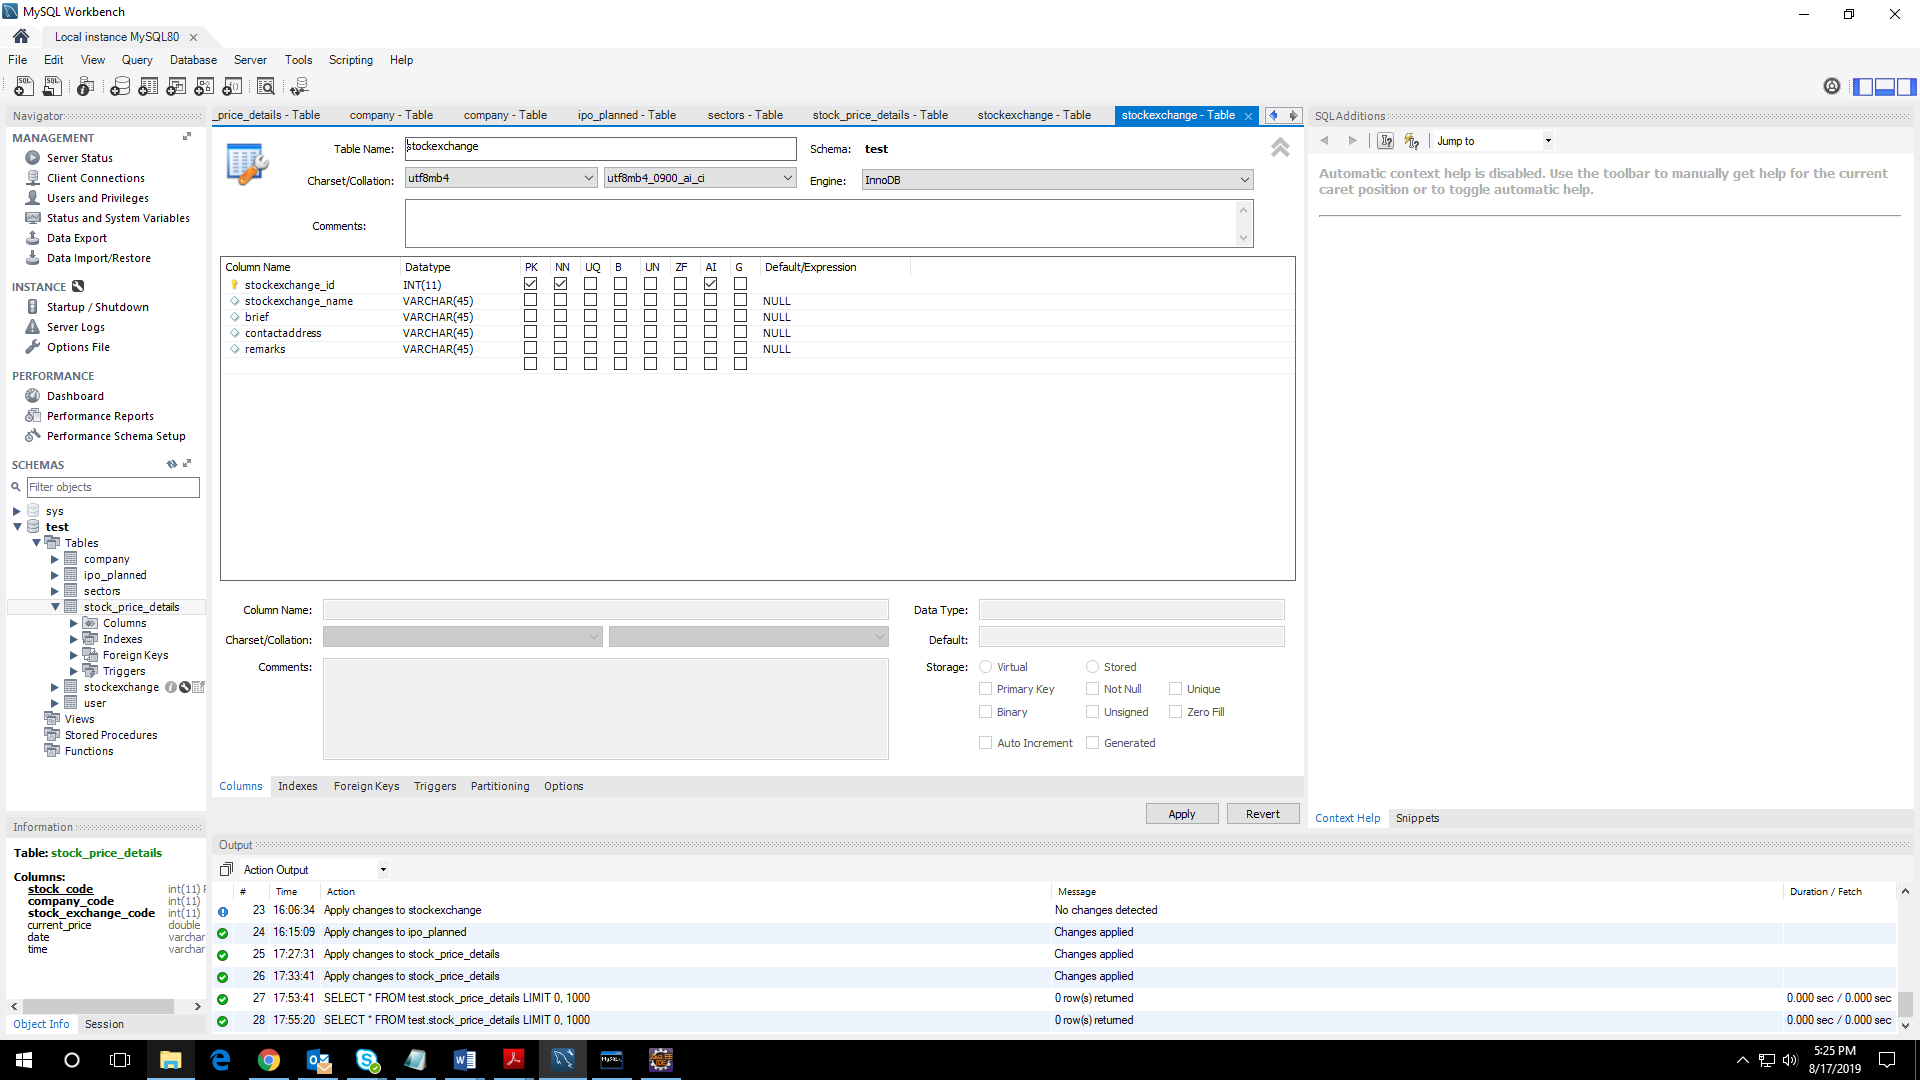 MySQL Workbench
Local instance MySQL80
File Edit View Query Database Server Tools Scripting Help
Navigator
MANAGEMENT
Server Status
Client Connections
Users and Privileges
Status and System Variables
Data Export
Data Import/Restore
INSTANCE
Startup / Shutdown
Server Logs
Options File
PERFORMANCE
Dashboard
Performance Reports
Performance Schema Setup
SCHEMAS
Filter objects
sys
test
Tables
company
ipo_planned
sectors
stock_price_details
Columns
Indexes
Foreign Keys
Triggers
stockexchange
user
Views
Stored Procedures
Functions
Information
Table: stock_price_details
Columns:
stock_code int(11) P
company_code int(11)
stock_exchange_code int(11)
current_price double
date varchar
time varchar
Object Info Session
_price_details - Table company - Table company - Table ipo_planned - Table sectors - Table stock_price_details - Table stockexchange - Table stockexchange - Table
Table Name: stockexchange Schema: test
Charset/Collation: utf8mb4 utf8mb4_0900_ai_ci Engine: InnoDB
Comments:
Column Name Datatype PK NN UQ B UN ZF AI G Default/Expression
stockexchange_id INT(11)
stockexchange_name VARCHAR(45) NULL
brief VARCHAR(45) NULL
contactaddress VARCHAR(45) NULL
remarks VARCHAR(45) NULL
Column Name: Data Type:
Charset/Collation: Default:
Comments: Storage: Virtual Stored
Primary Key Not Null Unique
Binary Unsigned Zero Fill
Auto Increment Generated
Columns Indexes Foreign Keys Triggers Partitioning Options
Apply Revert
SQLAdditions
Jump to
Automatic context help is disabled. Use the toolbar to manually get help for the current
caret position or to toggle automatic help.
Context Help Snippets
Output
Action Output
# Time Action Message Duration / Fetch
23 16:06:34 Apply changes to stockexchange No changes detected
24 16:15:09 Apply changes to ipo_planned Changes applied
25 17:27:31 Apply changes to stock_price_details Changes applied
26 17:33:41 Apply changes to stock_price_details Changes applied
27 17:53:41 SELECT * FROM test.stock_price_details LIMIT 0, 1000 0 row(s) returned 0.000 sec / 0.000 sec
28 17:55:20 SELECT * FROM test.stock_price_details LIMIT 0, 1000 0 row(s) returned 0.000 sec / 0.000 sec
5:25 PM
8/17/2019